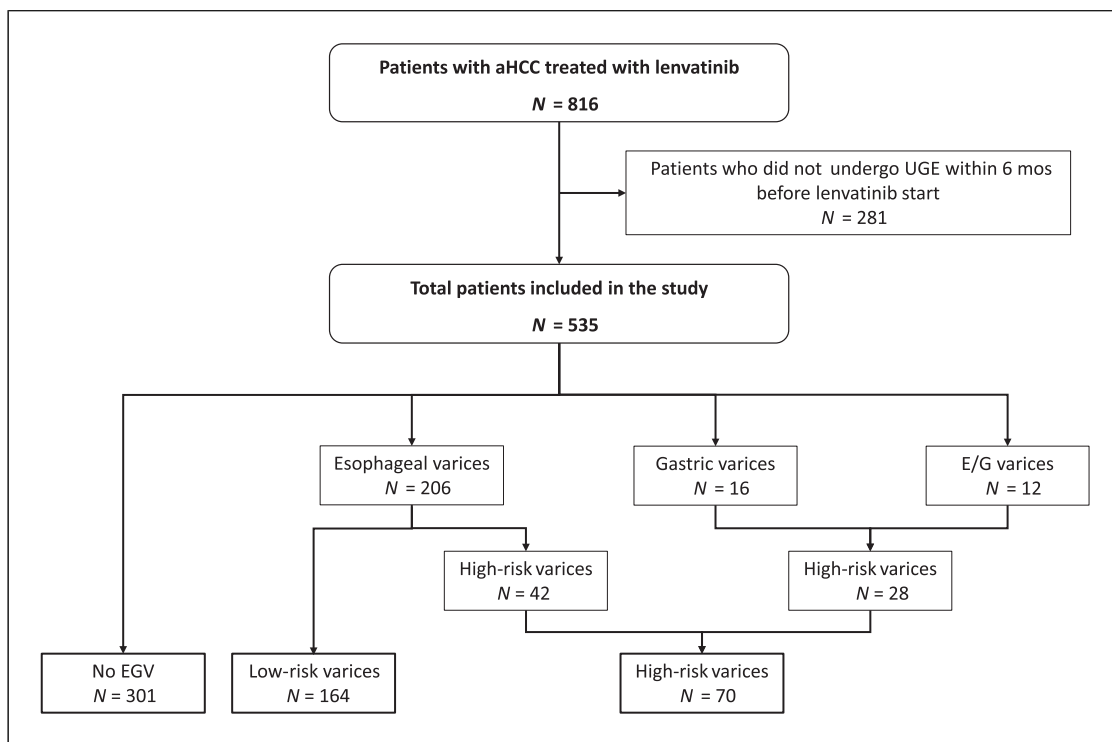 Patients with aHCC treated with lenvatinib
N = 816
Patients who did not undergo UGE within 6 mos
before lenvatinib start
N = 281
Total patients included in the study
N = 535
Esophageal varices
N = 206
Gastric varices
N = 16
E/G varices
N = 12
High-risk varices
N = 42
High-risk varices
N = 28
No EGV
N = 301
Low-risk varices
N = 164
High-risk varices
N = 70